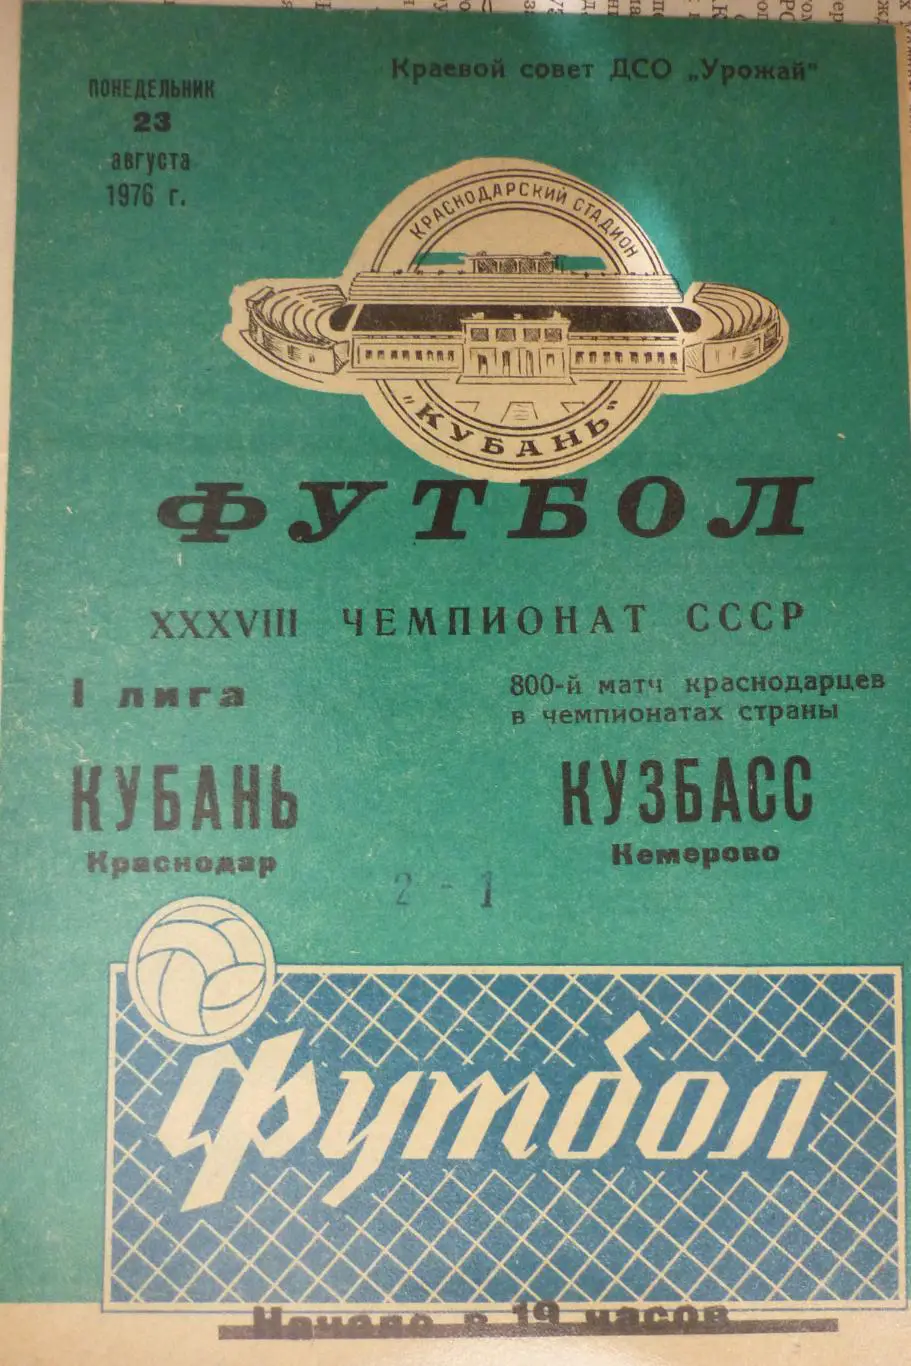 Краевой совет ДСО „Урожай"
ПОНЕДЕЛЬНИК
23
августа
1976 г.
КРАСНОДАРСКИЙ СТАДИОН
„КУБАНЬ"
ФУТБОЛ
XXXVIII ЧЕМПИОНАТ СССР
I лига
800-й матч краснодарцев
в чемпионатах страны
КУБАНЬ
Краснодар
КУЗБАСС
Кемерово
2 - 1
Футбол
Начало в 19 часов